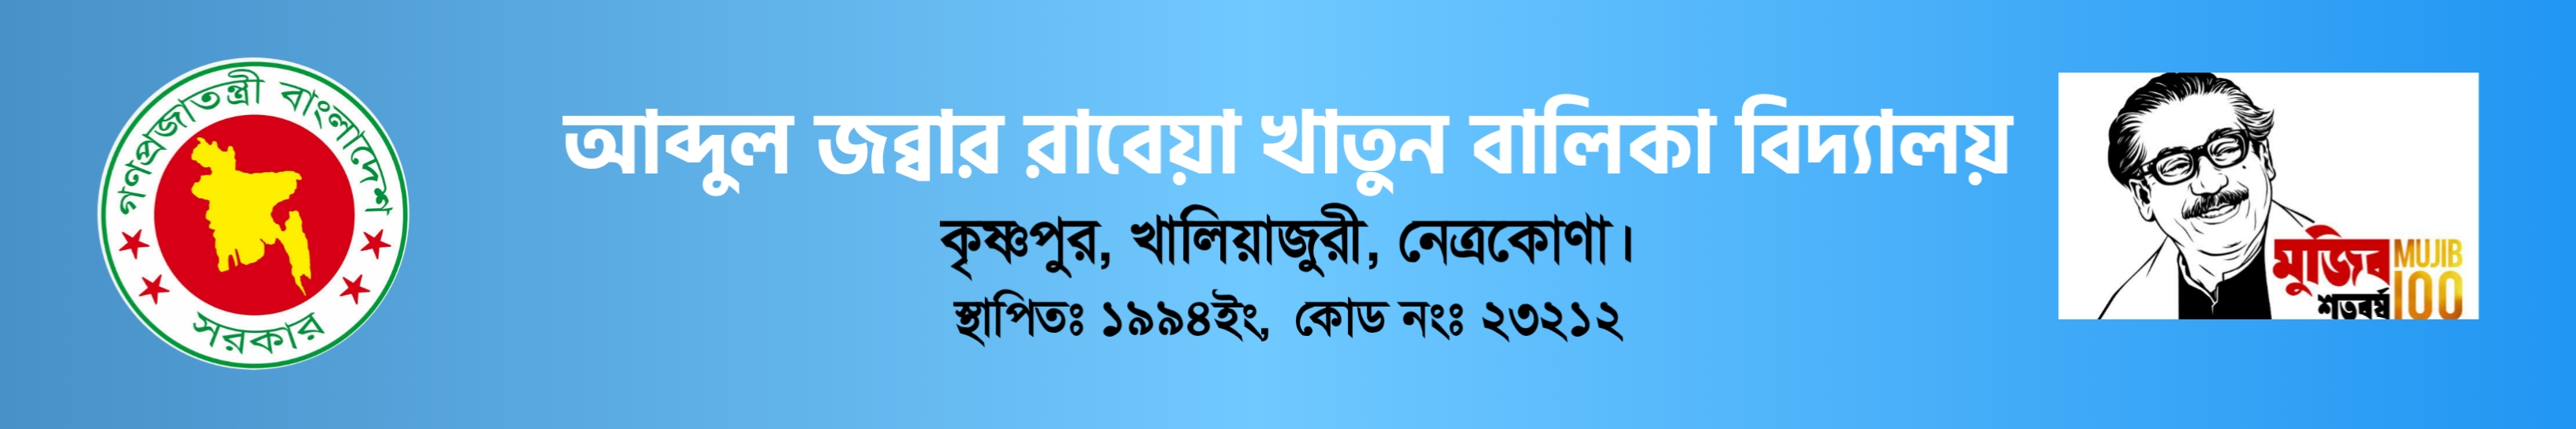 গণপ্রজাতন্ত্রী বাংলাদেশ
সরকার
আব্দুল জব্বার রাবেয়া খাতুন বালিকা বিদ্যালয়
কৃষ্ণপুর, খালিয়াজুরী, নেত্রকোণা।
স্থাপিতঃ ১৯৯৪ইং, কোড নংঃ ২৩২১২
মুজিব MUJIB
শতবর্ষ 100